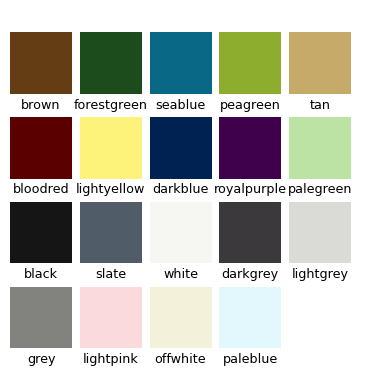 brown forestgreen seablue peagreen tan
bloodred lightyellow darkblue royalpurple palegreen
black slate white darkgrey lightgrey
grey lightpink offwhite paleblue